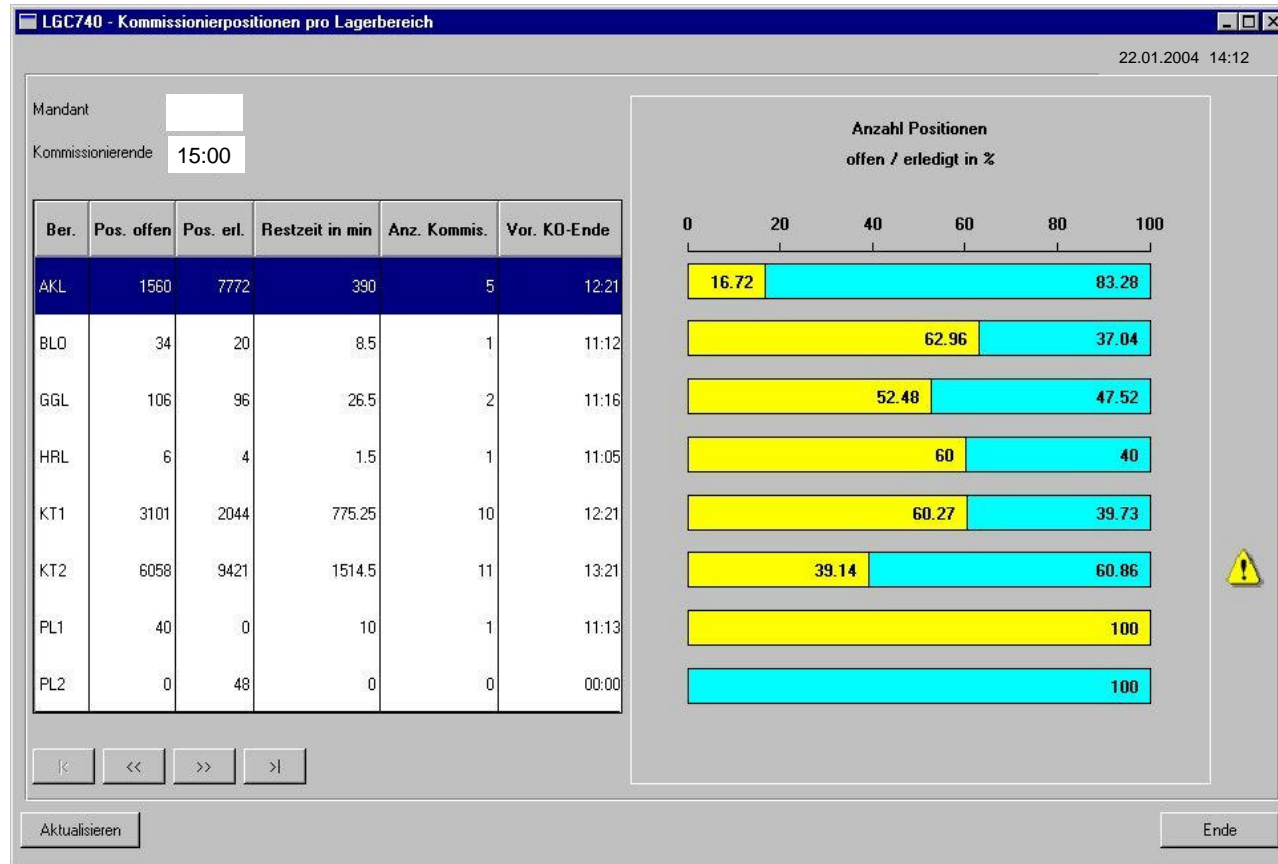 LGC740 - Kommissionierpositionen pro Lagerbereich
22.01.2004 14:12
Mandant
Kommissionierende 15:00
Anzahl Positionen
offen / erledigt in %
Ber. Pos. offen Pos. erl. Restzeit in min Anz. Kommis. Vor. KO-Ende
0 20 40 60 80 100
AKL 1560 7772 390 5 12:21 16.72 83.28
BLO 34 20 8.5 1 11:12 62.96 37.04
GGL 106 96 26.5 2 11:16 52.48 47.52
HRL 6 4 1.5 1 11:05 60 40
KT1 3101 2044 775.25 10 12:21 60.27 39.73
KT2 6058 9421 1514.5 11 13:21 39.14 60.86
PL1 40 0 10 1 11:13 100
PL2 0 48 0 0 00:00 100
|< << >> >|
Aktualisieren Ende